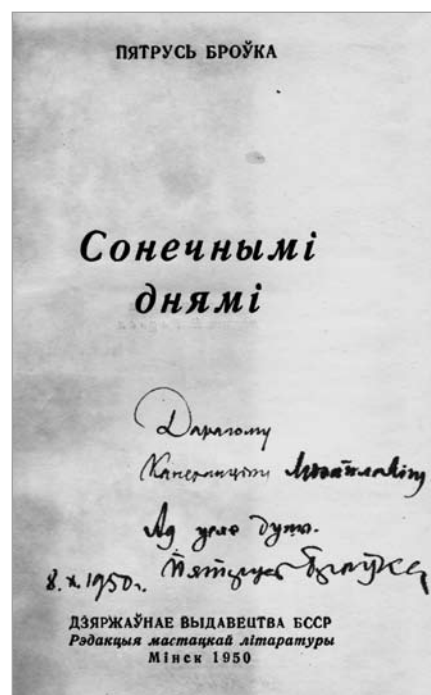 ПЯТРУСЬ БРОЎКА
Сонечнымі
днямі
Дарагому
Ад усяе душы.
8.X.1950 г. Пятрусь Броўка
ДЗЯРЖАЎНАЕ ВЫДАВЕЦТВА БССР
Рэдакцыя мастацкай літаратуры
Мінск 1950